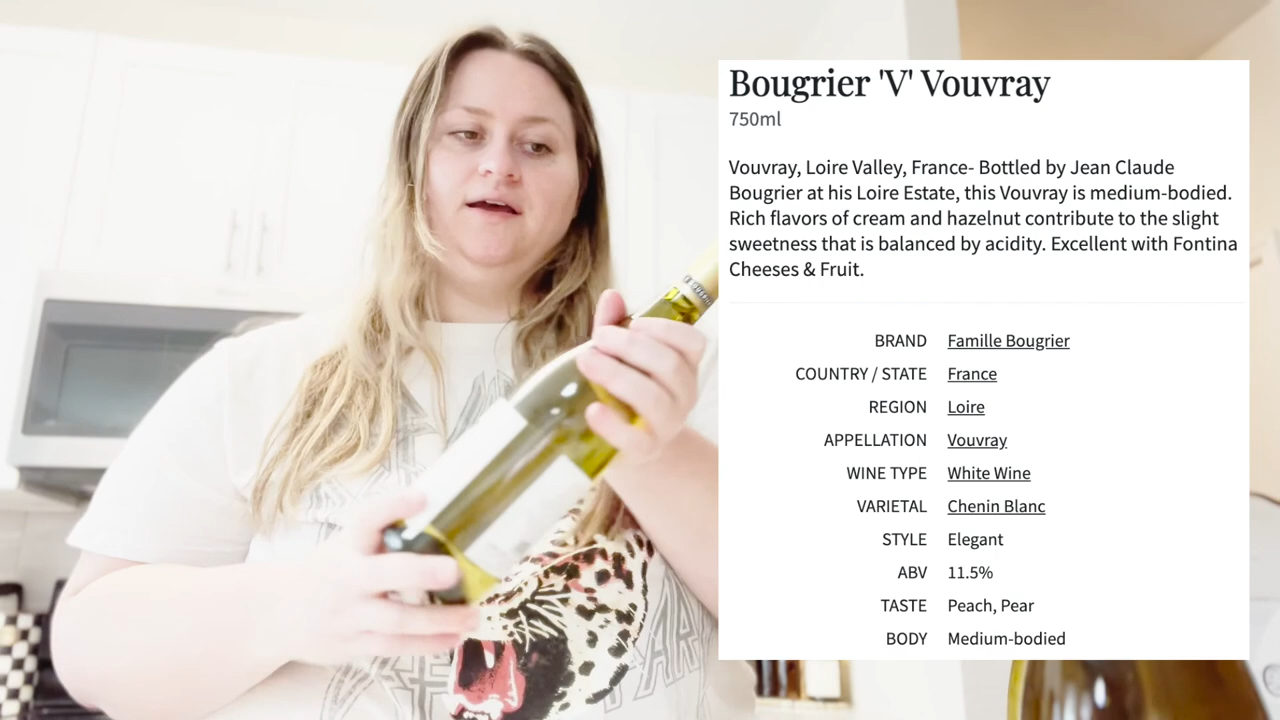 Bougrier 'V' Vouvray
750ml
Vouvray, Loire Valley, France- Bottled by Jean Claude
Bougrier at his Loire Estate, this Vouvray is medium-bodied.
Rich flavors of cream and hazelnut contribute to the slight
sweetness that is balanced by acidity. Excellent with Fontina
Cheeses & Fruit.
BRAND Famille Bougrier
COUNTRY / STATE France
REGION Loire
APPELLATION Vouvray
WINE TYPE White Wine
VARIETAL Chenin Blanc
STYLE Elegant
ABV 11.5%
TASTE Peach, Pear
BODY Medium-bodied